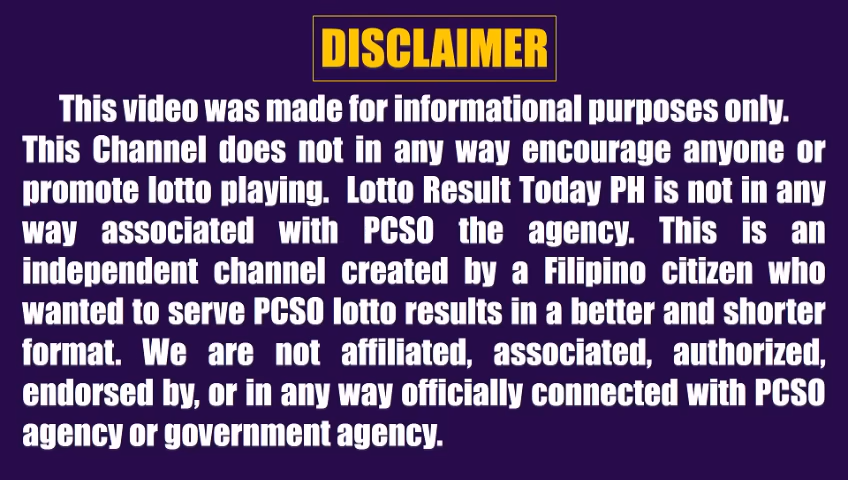 DISCLAIMER
This video was made for informational purposes only.
This Channel does not in any way encourage anyone or
promote lotto playing. Lotto Result Today PH is not in any
way associated with PCSO the agency. This is an
independent channel created by a Filipino citizen who
wanted to serve PCSO lotto results in a better and shorter
format. We are not affiliated, associated, authorized,
endorsed by, or in any way officially connected with PCSO
agency or government agency.